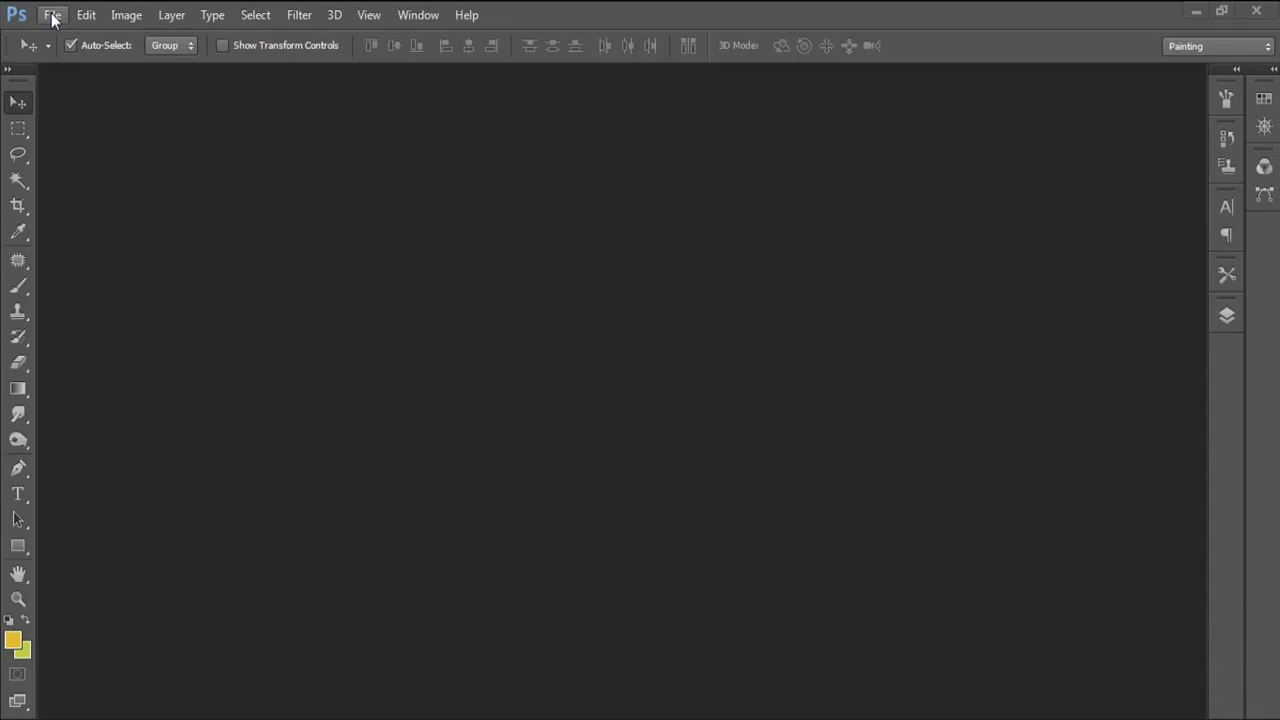 Ps File Edit Image Layer Type Select Filter 3D View Window Help
Auto-Select: Group Show Transform Controls 3D Mode: Painting
A
T